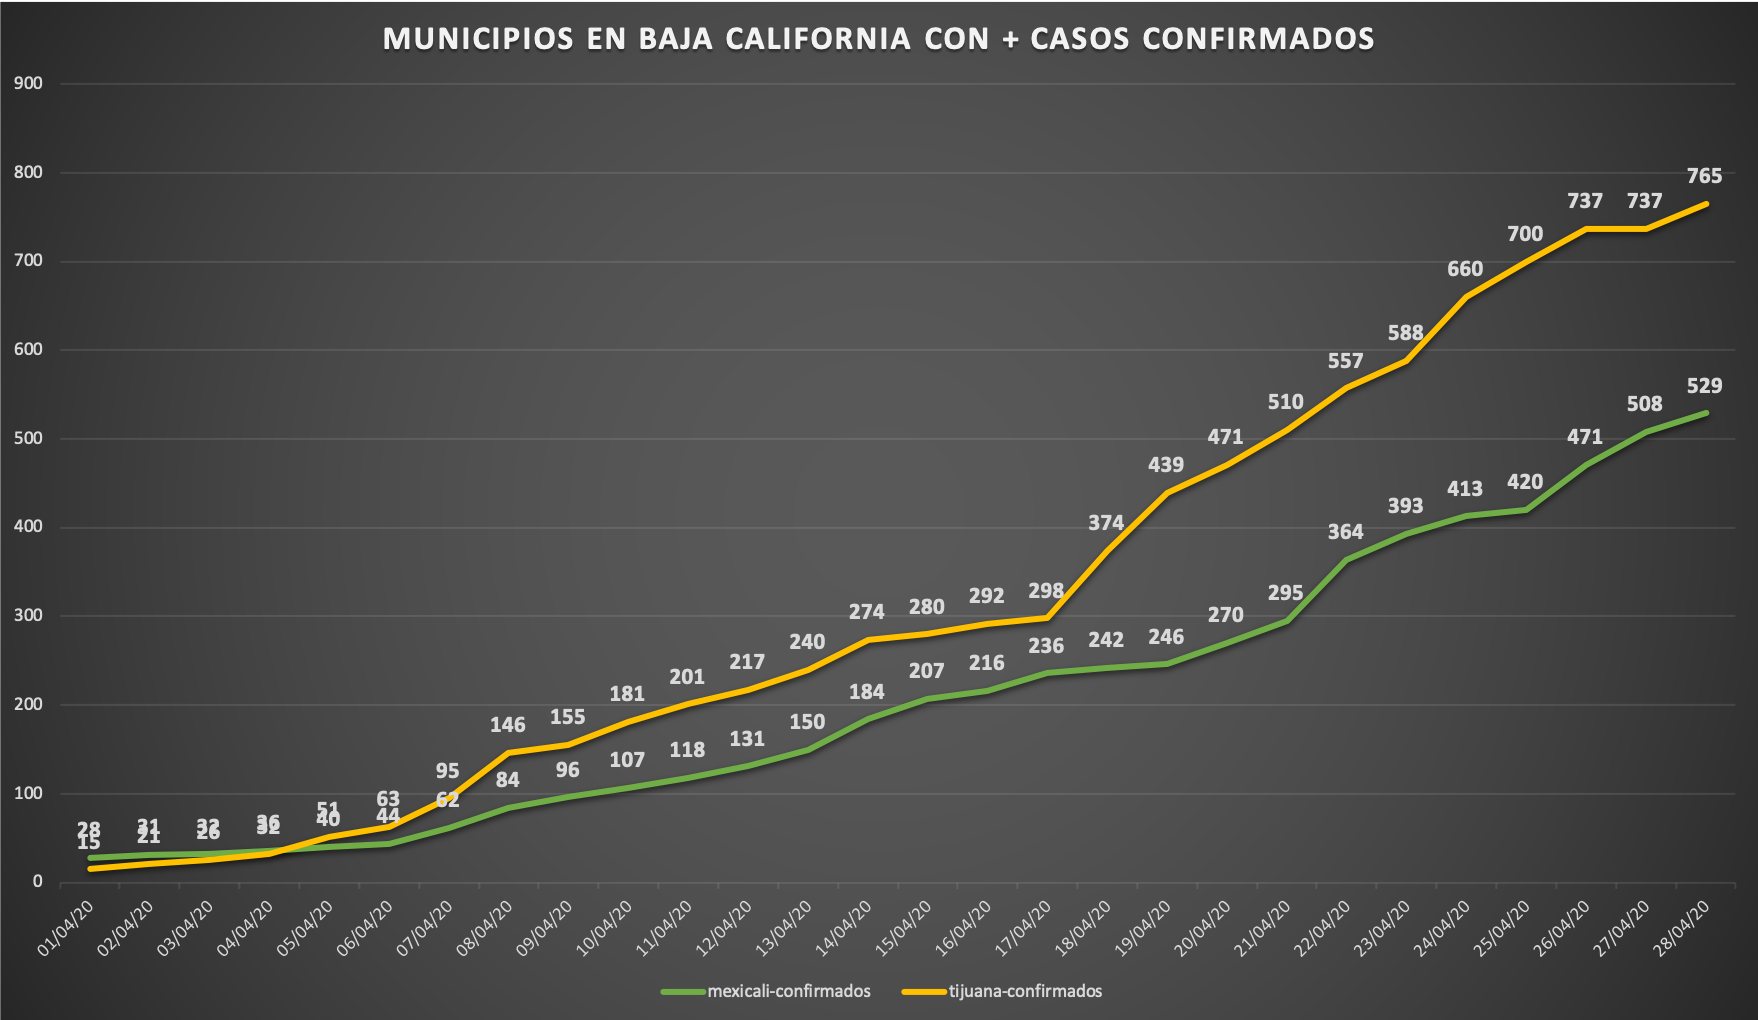 MUNICIPIOS EN BAJA CALIFORNIA CON + CASOS CONFIRMADOS
900
800
700
600
500
400
300
200
100
0
28 31 32 36 40 44 62 84 96 107 118 131 150 184 207 216 236 242 246 270 295 364 393 413 420 471 508 529
15 21 26 32 51 63 95 146 155 181 201 217 240 274 280 292 298 374 439 471 510 557 588 660 700 737 737 765
01/04/20 02/04/20 03/04/20 04/04/20 05/04/20 06/04/20 07/04/20 08/04/20 09/04/20 10/04/20 11/04/20 12/04/20 13/04/20 14/04/20 15/04/20 16/04/20 17/04/20 18/04/20 19/04/20 20/04/20 21/04/20 22/04/20 23/04/20 24/04/20 25/04/20 26/04/20 27/04/20 28/04/20
mexicali-confirmados tijuana-confirmados